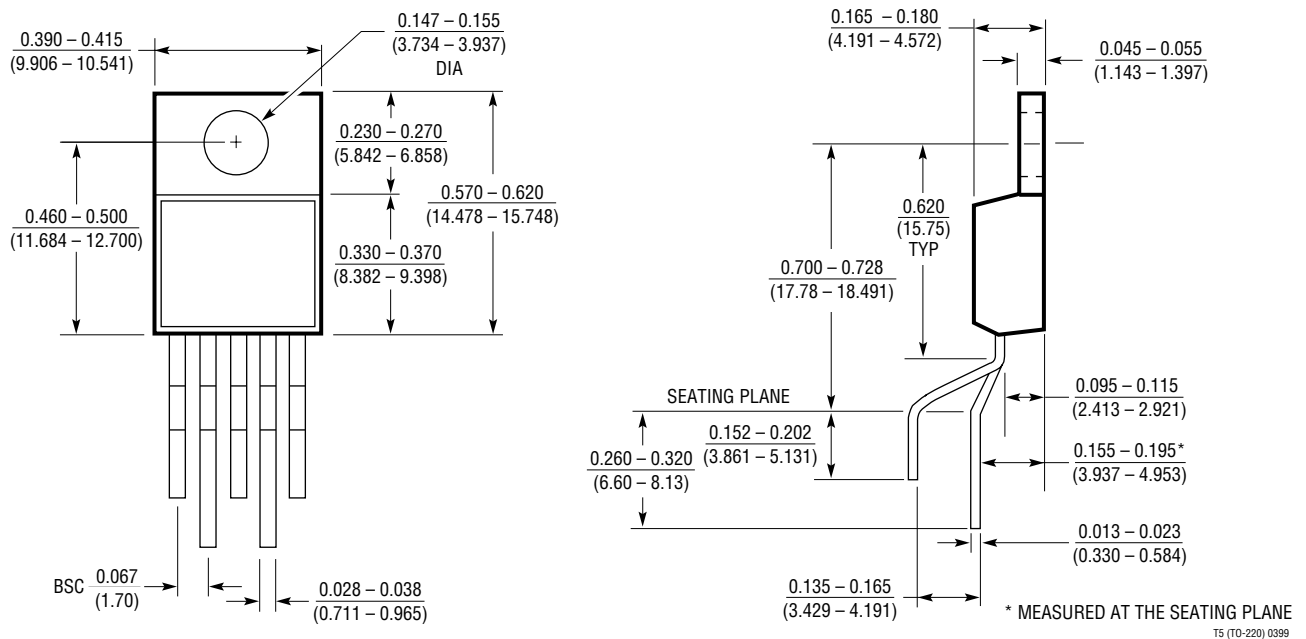 0.390 – 0.415
(9.906 – 10.541)
0.147 – 0.155
(3.734 – 3.937)
DIA
0.230 – 0.270
(5.842 – 6.858)
0.460 – 0.500
(11.684 – 12.700)
0.570 – 0.620
(14.478 – 15.748)
0.330 – 0.370
(8.382 – 9.398)
BSC 0.067
(1.70)
0.028 – 0.038
(0.711 – 0.965)
0.165 – 0.180
(4.191 – 4.572)
0.045 – 0.055
(1.143 – 1.397)
0.620
(15.75)
TYP
0.700 – 0.728
(17.78 – 18.491)
SEATING PLANE
0.152 – 0.202
(3.861 – 5.131)
0.260 – 0.320
(6.60 – 8.13)
0.095 – 0.115
(2.413 – 2.921)
0.155 – 0.195*
(3.937 – 4.953)
0.013 – 0.023
(0.330 – 0.584)
0.135 – 0.165
(3.429 – 4.191)
* MEASURED AT THE SEATING PLANE
T5 (TO-220) 0399